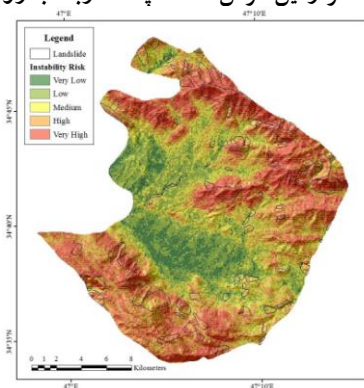 47°E
47°10'E
Legend
Landslide
Instability Risk
Very Low
Low
Median
High
Very High
34°45'N
34°40'N
34°35'N
0 1 2 4 6 8
Kilometers
47°E
47°10'E